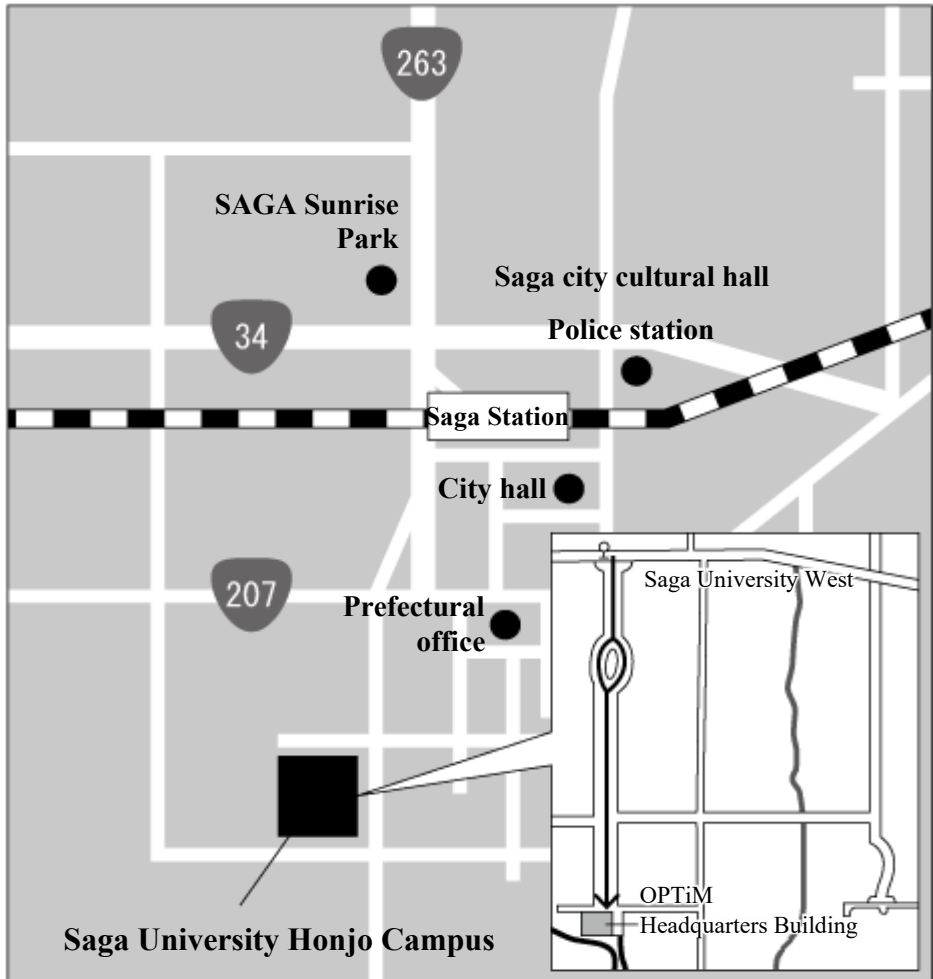 263
SAGA Sunrise
Park
Saga city cultural hall
34
Police station
Saga Station
City hall
207
Prefectural
office
Saga University West
OPTiM
Headquarters Building
Saga University Honjo Campus